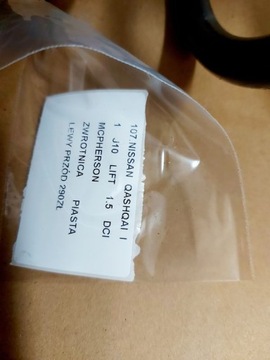 107 NISSAN QASHQAI I
1 J10 LIFT 1.5 DCI
MCPHERSON
ZWROTNICA PIASTA
LEWY PRZÓD 290ZŁ